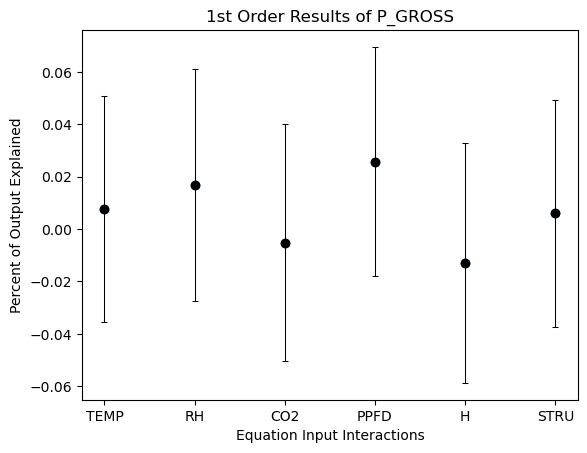 1st Order Results of P_GROSS
Percent of Output Explained
0.06
0.04
0.02
0.00
−0.02
−0.04
−0.06
TEMP RH CO2 PPFD H STRU
Equation Input Interactions